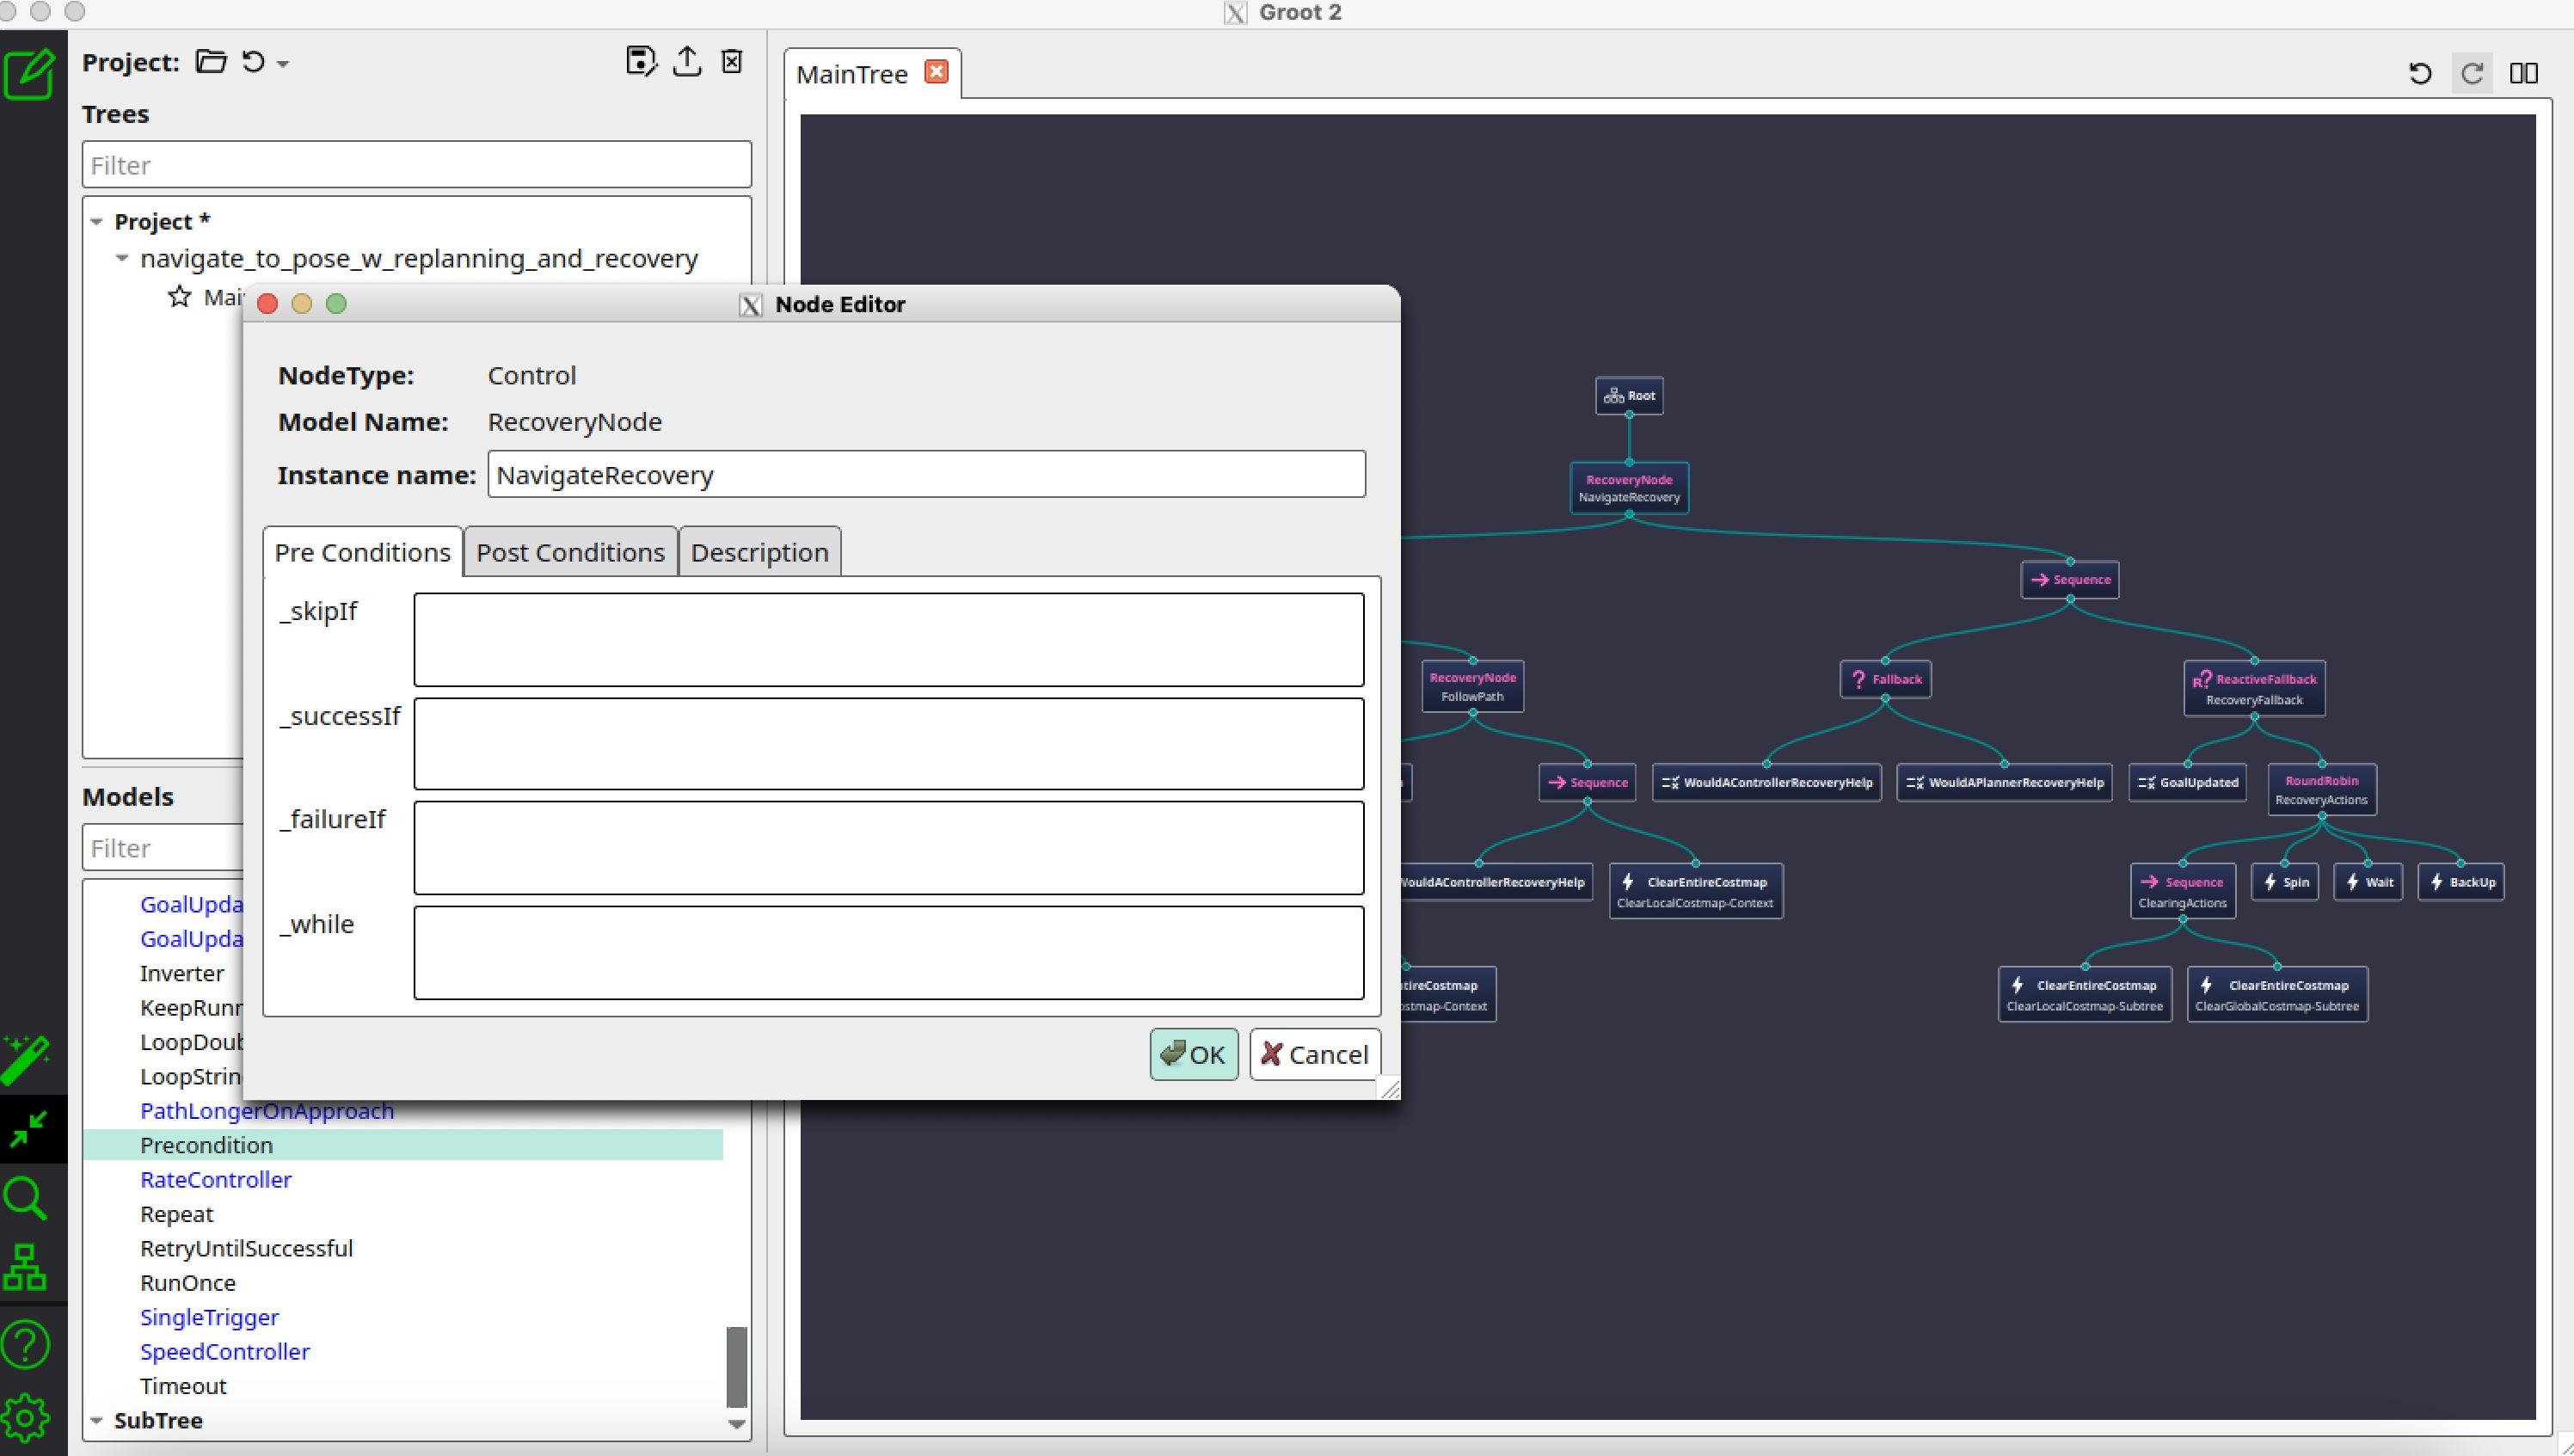 Groot 2
Project:
MainTree
Trees
Filter
Project *
navigate_to_pose_w_replanning_and_recovery
Node Editor
NodeType: Control
Model Name: RecoveryNode
Instance name: NavigateRecovery
Pre Conditions Post Conditions Description
_skipIf
_successIf
_failureIf
_while
OK Cancel
Models
Filter
GoalUpda
GoalUpda
Inverter
KeepRun
LoopDoub
LoopStrin
PathLongerOnApproach
Precondition
RateController
Repeat
RetryUntilSuccessful
RunOnce
SingleTrigger
SpeedController
Timeout
SubTree
Root
RecoveryNode
NavigateRecovery
Sequence
RecoveryNode
FollowPath
? Fallback
R? ReactiveFallback
RecoveryFallback
Sequence
WouldAControllerRecoveryHelp
WouldAPlannerRecoveryHelp
GoalUpdated
RoundRobin
RecoveryActions
WouldAControllerRecoveryHelp
ClearEntireCostmap
ClearLocalCostmap-Context
Sequence
ClearingActions
Spin
Wait
BackUp
tireCostmap
ostmap-Context
ClearEntireCostmap
ClearLocalCostmap-Subtree
ClearEntireCostmap
ClearGlobalCostmap-Subtree